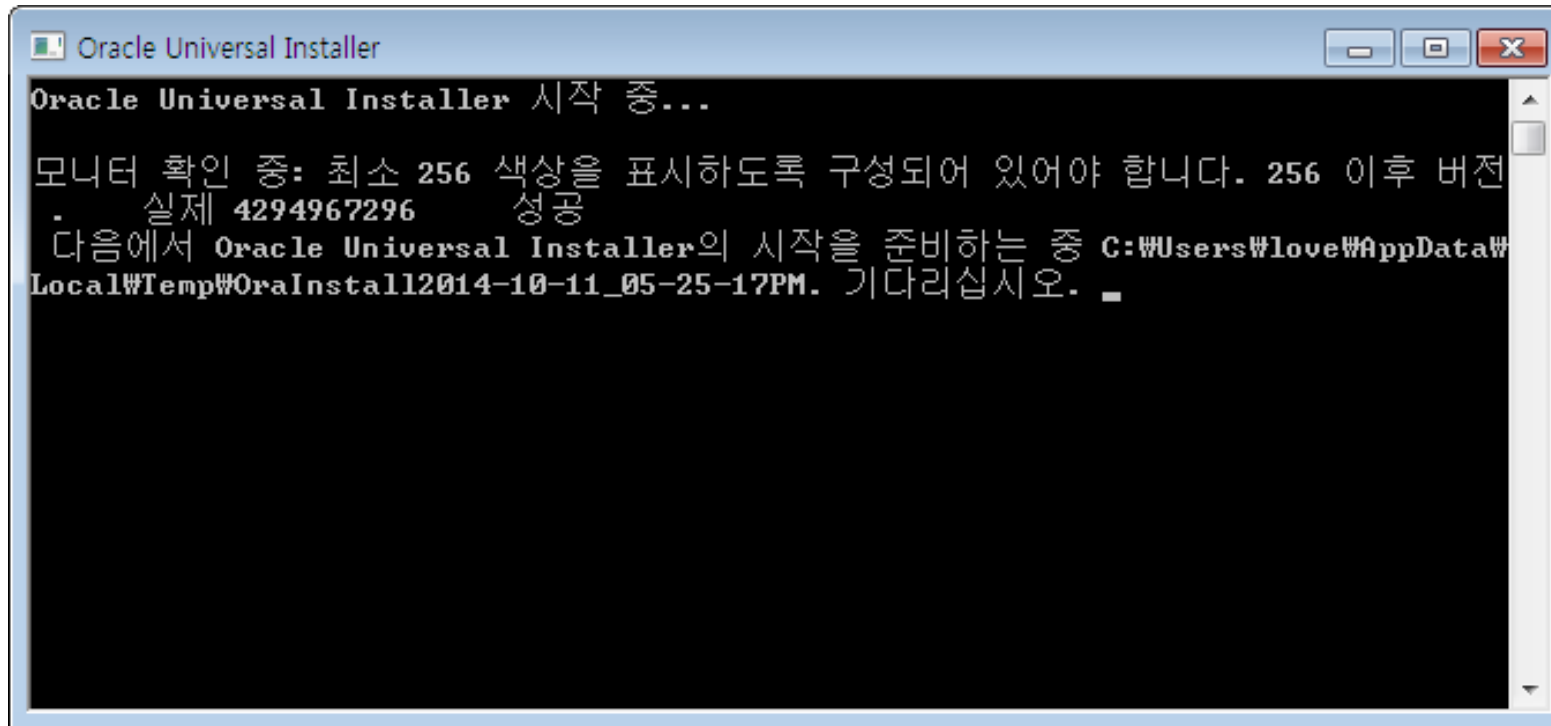 Oracle Universal Installer
Oracle Universal Installer 시작 중...
모니터 확인 중: 최소 256 색상을 표시하도록 구성되어 있어야 합니다. 256 이후 버전
. 실제 4294967296 성공
다음에서 Oracle Universal Installer의 시작을 준비하는 중 C:₩Users₩love₩AppData₩
Local₩Temp₩OraInstall2014-10-11_05-25-17PM. 기다리십시오. _